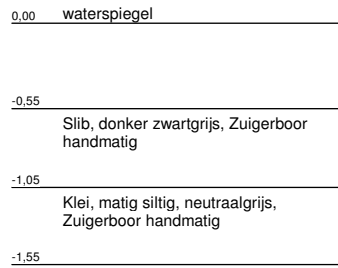 0,00 waterspiegel
-0,55
Slib, donker zwartgrijs, Zuigerboor
handmatig
-1,05
Klei, matig siltig, neutraalgrijs,
Zuigerboor handmatig
-1,55